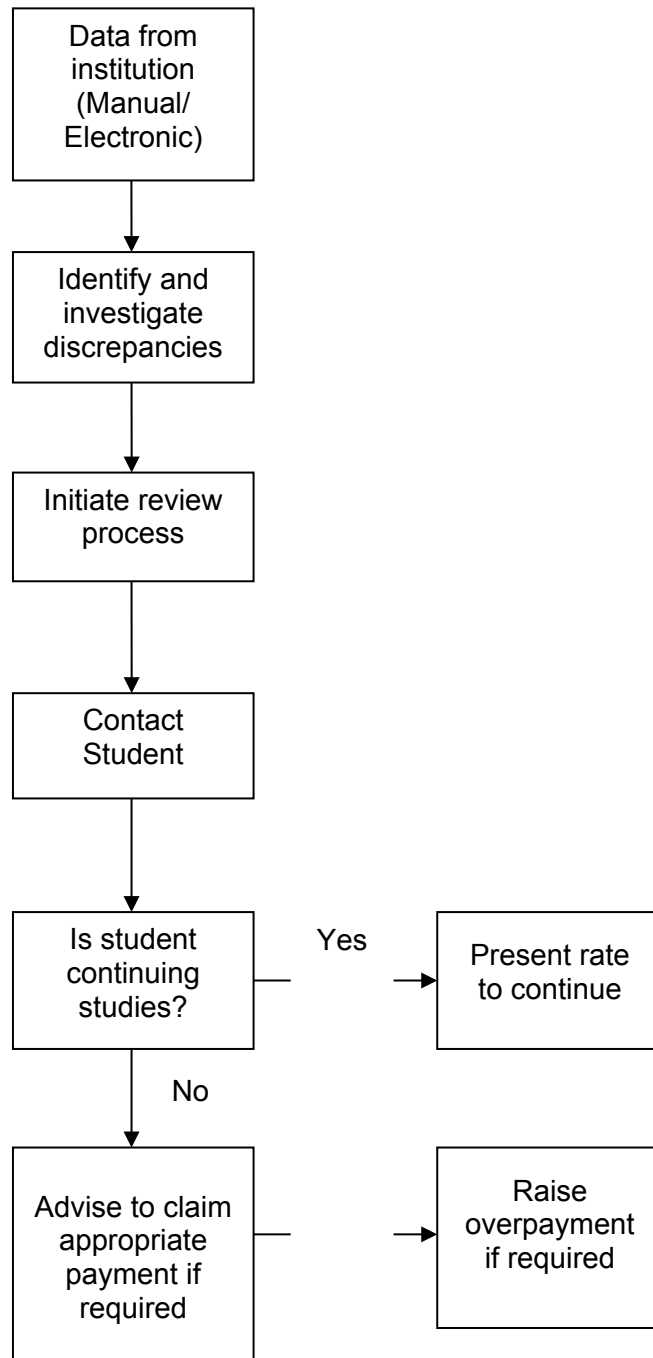 Data from
institution
(Manual/
Electronic)
Identify and
investigate
discrepancies
Initiate review
process
Contact
Student
Is student
continuing
studies?
Yes
Present rate
to continue
No
Advise to claim
appropriate
payment if
required
Raise
overpayment
if required